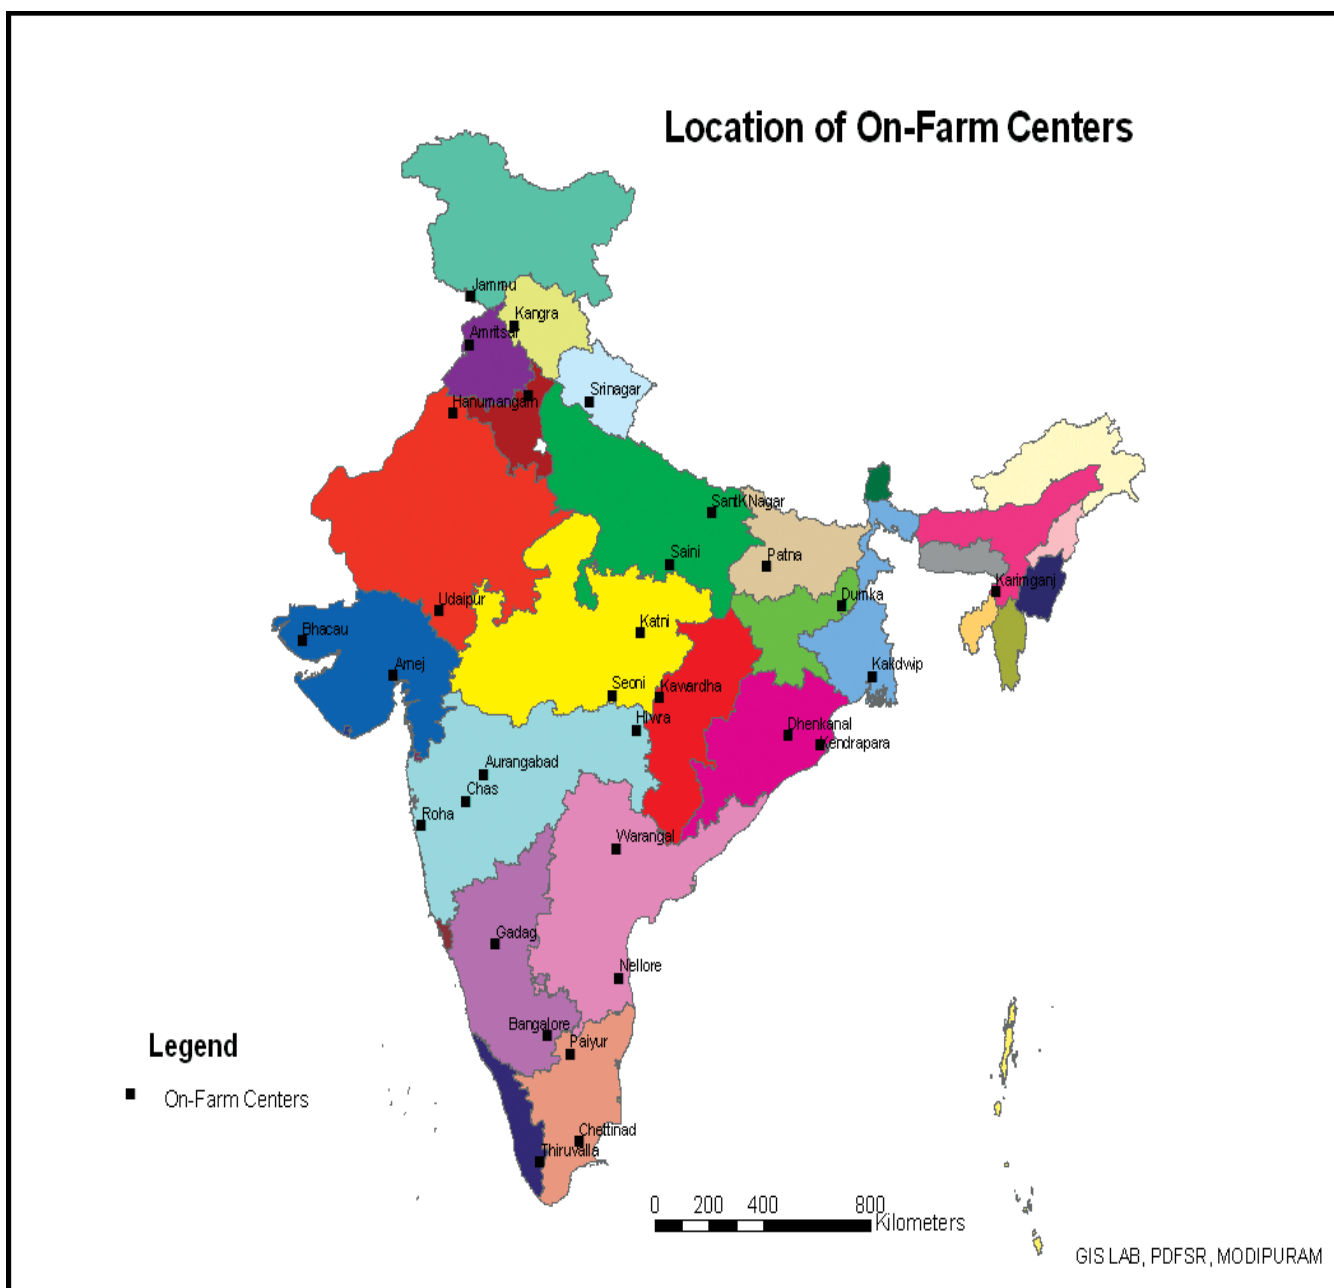 Location of On-Farm Centers
Jammu
Kangra
Amritsar
Srinagar
Hanumangarh
SantKNagar
Saini
Patna
Karimganj
Dumka
Udaipur
Katni
Bhacau
Arnej
Seoni
Kawardha
Kakdwip
Hiwra
Dhenkanal
Kendrapara
Aurangabad
Chas
Roha
Warangal
Gadag
Nellore
Bangalore
Paiyur
Legend
On-Farm Centers
Chettinad
Thiruvalla
0 200 400 800
Kilometers
GIS LAB, PDFSR, MODIPURAM